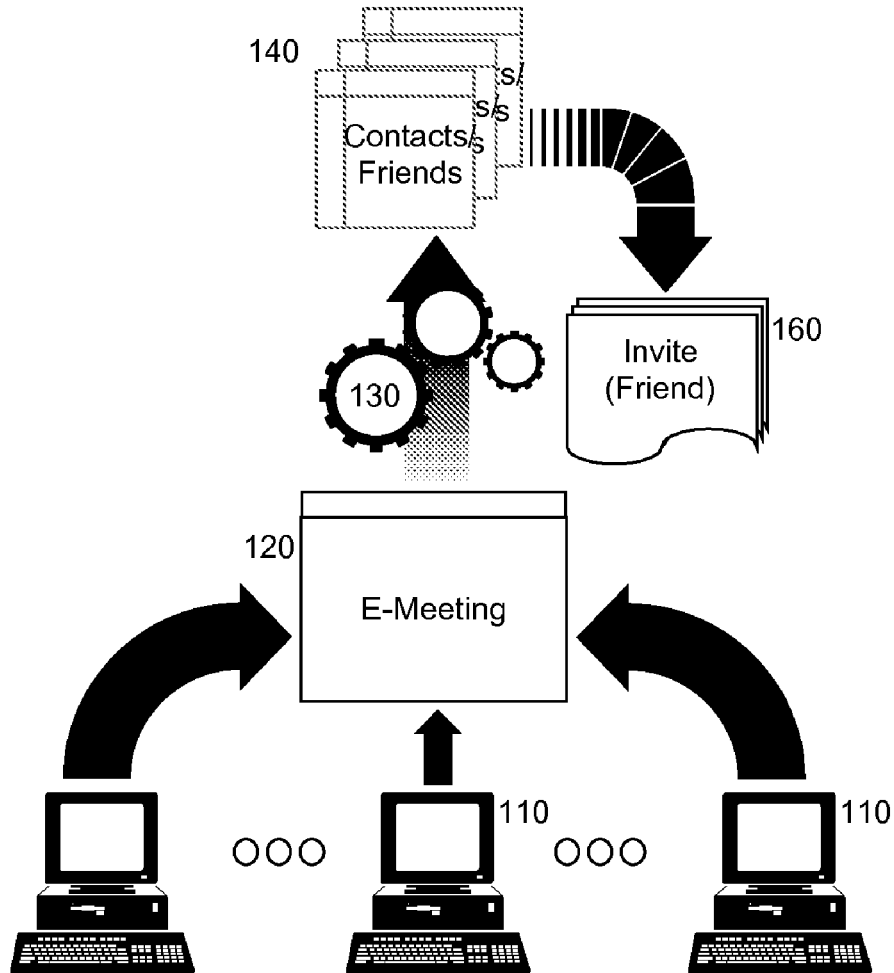 140
Contacts/
Friends
s/
s
s/
s
160
Invite
(Friend)
130
120
E-Meeting
110
110